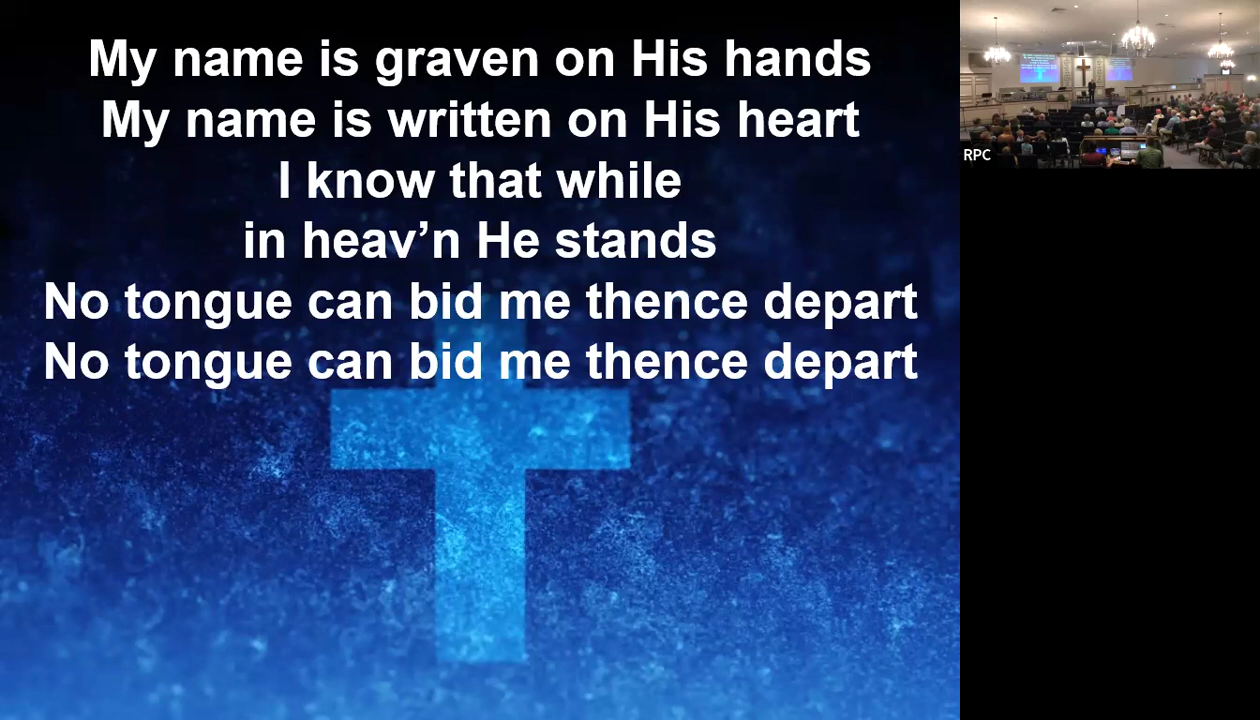 My name is graven on His hands
My name is written on His heart
I know that while
in heav’n He stands
No tongue can bid me thence depart
No tongue can bid me thence depart
RPC